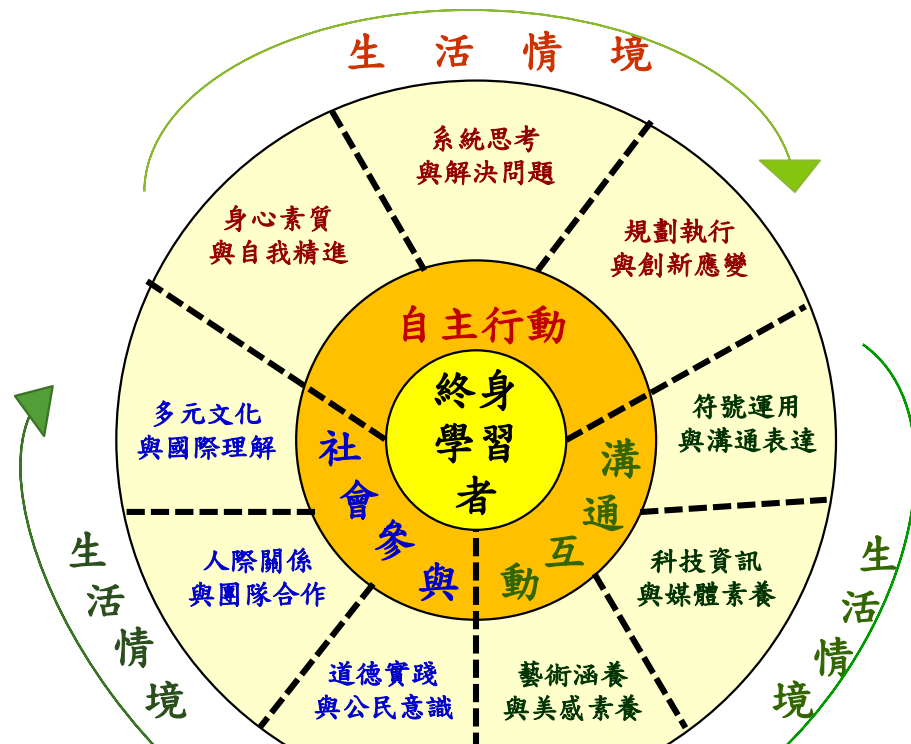 生活情境
系統思考
與解決問題
身心素質
與自我精進
規劃執行
與創新應變
自主行動
終身
學習
者
多元文化
與國際理解
符號運用
與溝通表達
社會參與
溝通互動
人際關係
與團隊合作
科技資訊
與媒體素養
道德實踐
與公民意識
藝術涵養
與美感素養
生活情境
生活情境